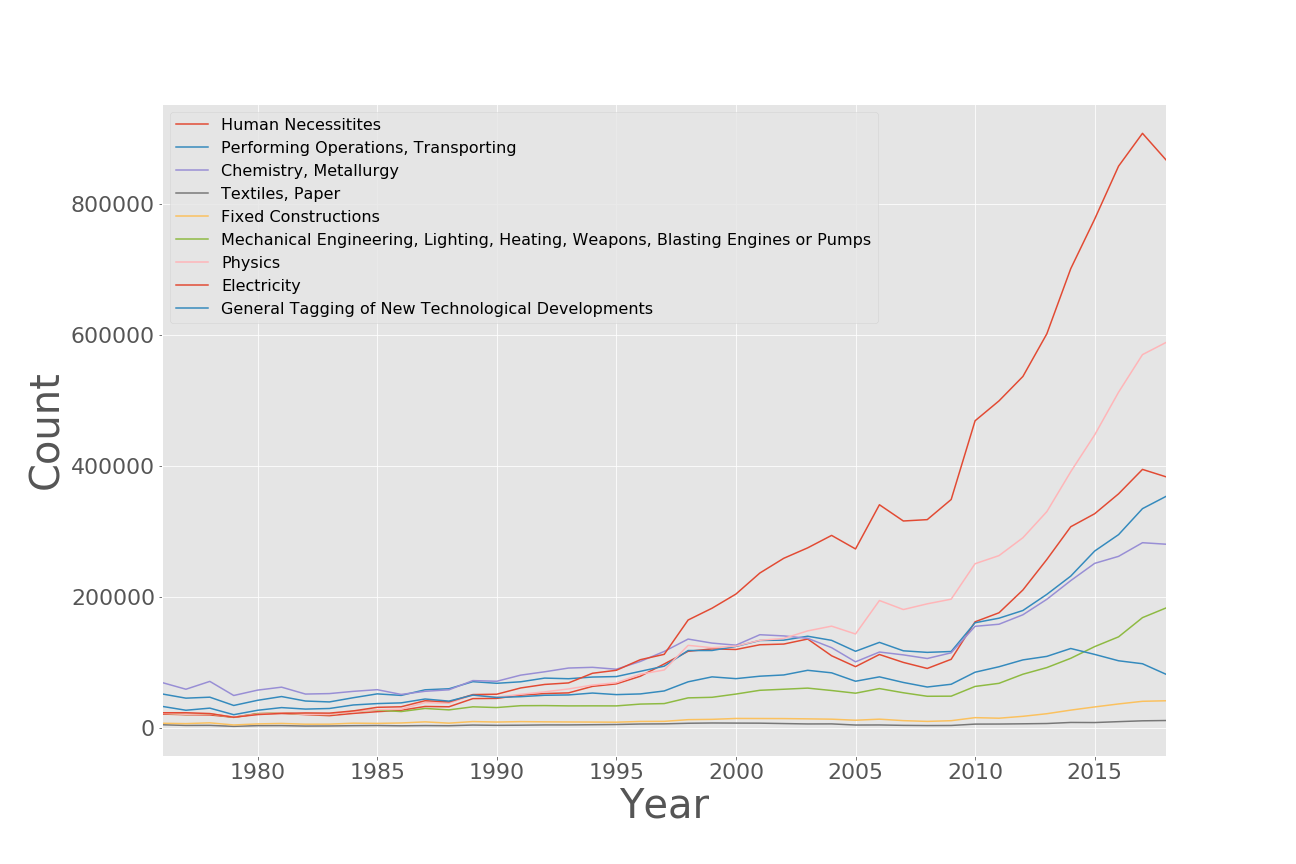 Human Necessitites
Performing Operations, Transporting
Chemistry, Metallurgy
Textiles, Paper
Fixed Constructions
Mechanical Engineering, Lighting, Heating, Weapons, Blasting Engines or Pumps
Physics
Electricity
General Tagging of New Technological Developments
800000
600000
400000
200000
0
Count
1980 1985 1990 1995 2000 2005 2010 2015
Year